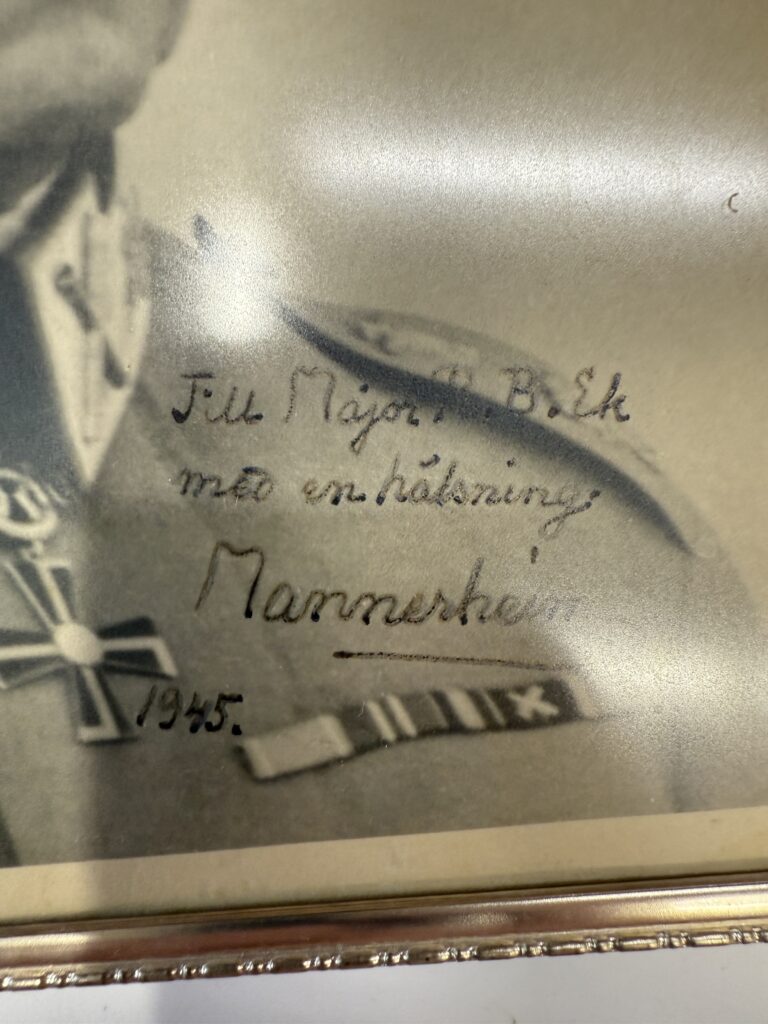 Till Major R. B. Ek
med en hälsning.
Mannerheim
1945.